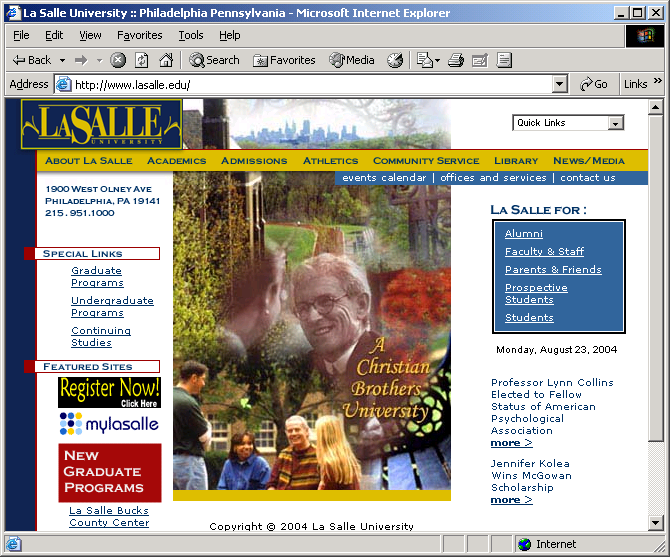 La Salle University :: Philadelphia Pennsylvania - Microsoft Internet Explorer
File Edit View Favorites Tools Help
Back Search Favorites Media
Address http://www.lasalle.edu/ Go Links »
LASALLE
UNIVERSITY
Quick Links
ABOUT LA SALLE ACADEMICS ADMISSIONS ATHLETICS COMMUNITY SERVICE LIBRARY NEWS/MEDIA
events calendar | offices and services | contact us
1900 WEST OLNEY AVE
PHILADELPHIA, PA 19141
215.951.1000
SPECIAL LINKS
Graduate
Programs
Undergraduate
Programs
Continuing
Studies
FEATURED SITES
Register Now!
Click Here
mylasalle
NEW
GRADUATE
PROGRAMS
La Salle Bucks
County Center
A
Christian
Brothers
University
LA SALLE FOR :
Alumni
Faculty & Staff
Parents & Friends
Prospective
Students
Students
Monday, August 23, 2004
Professor Lynn Collins
Elected to Fellow
Status of American
Psychological
Association
more >
Jennifer Kolea
Wins McGowan
Scholarship
more >
Copyright © 2004 La Salle University
Internet